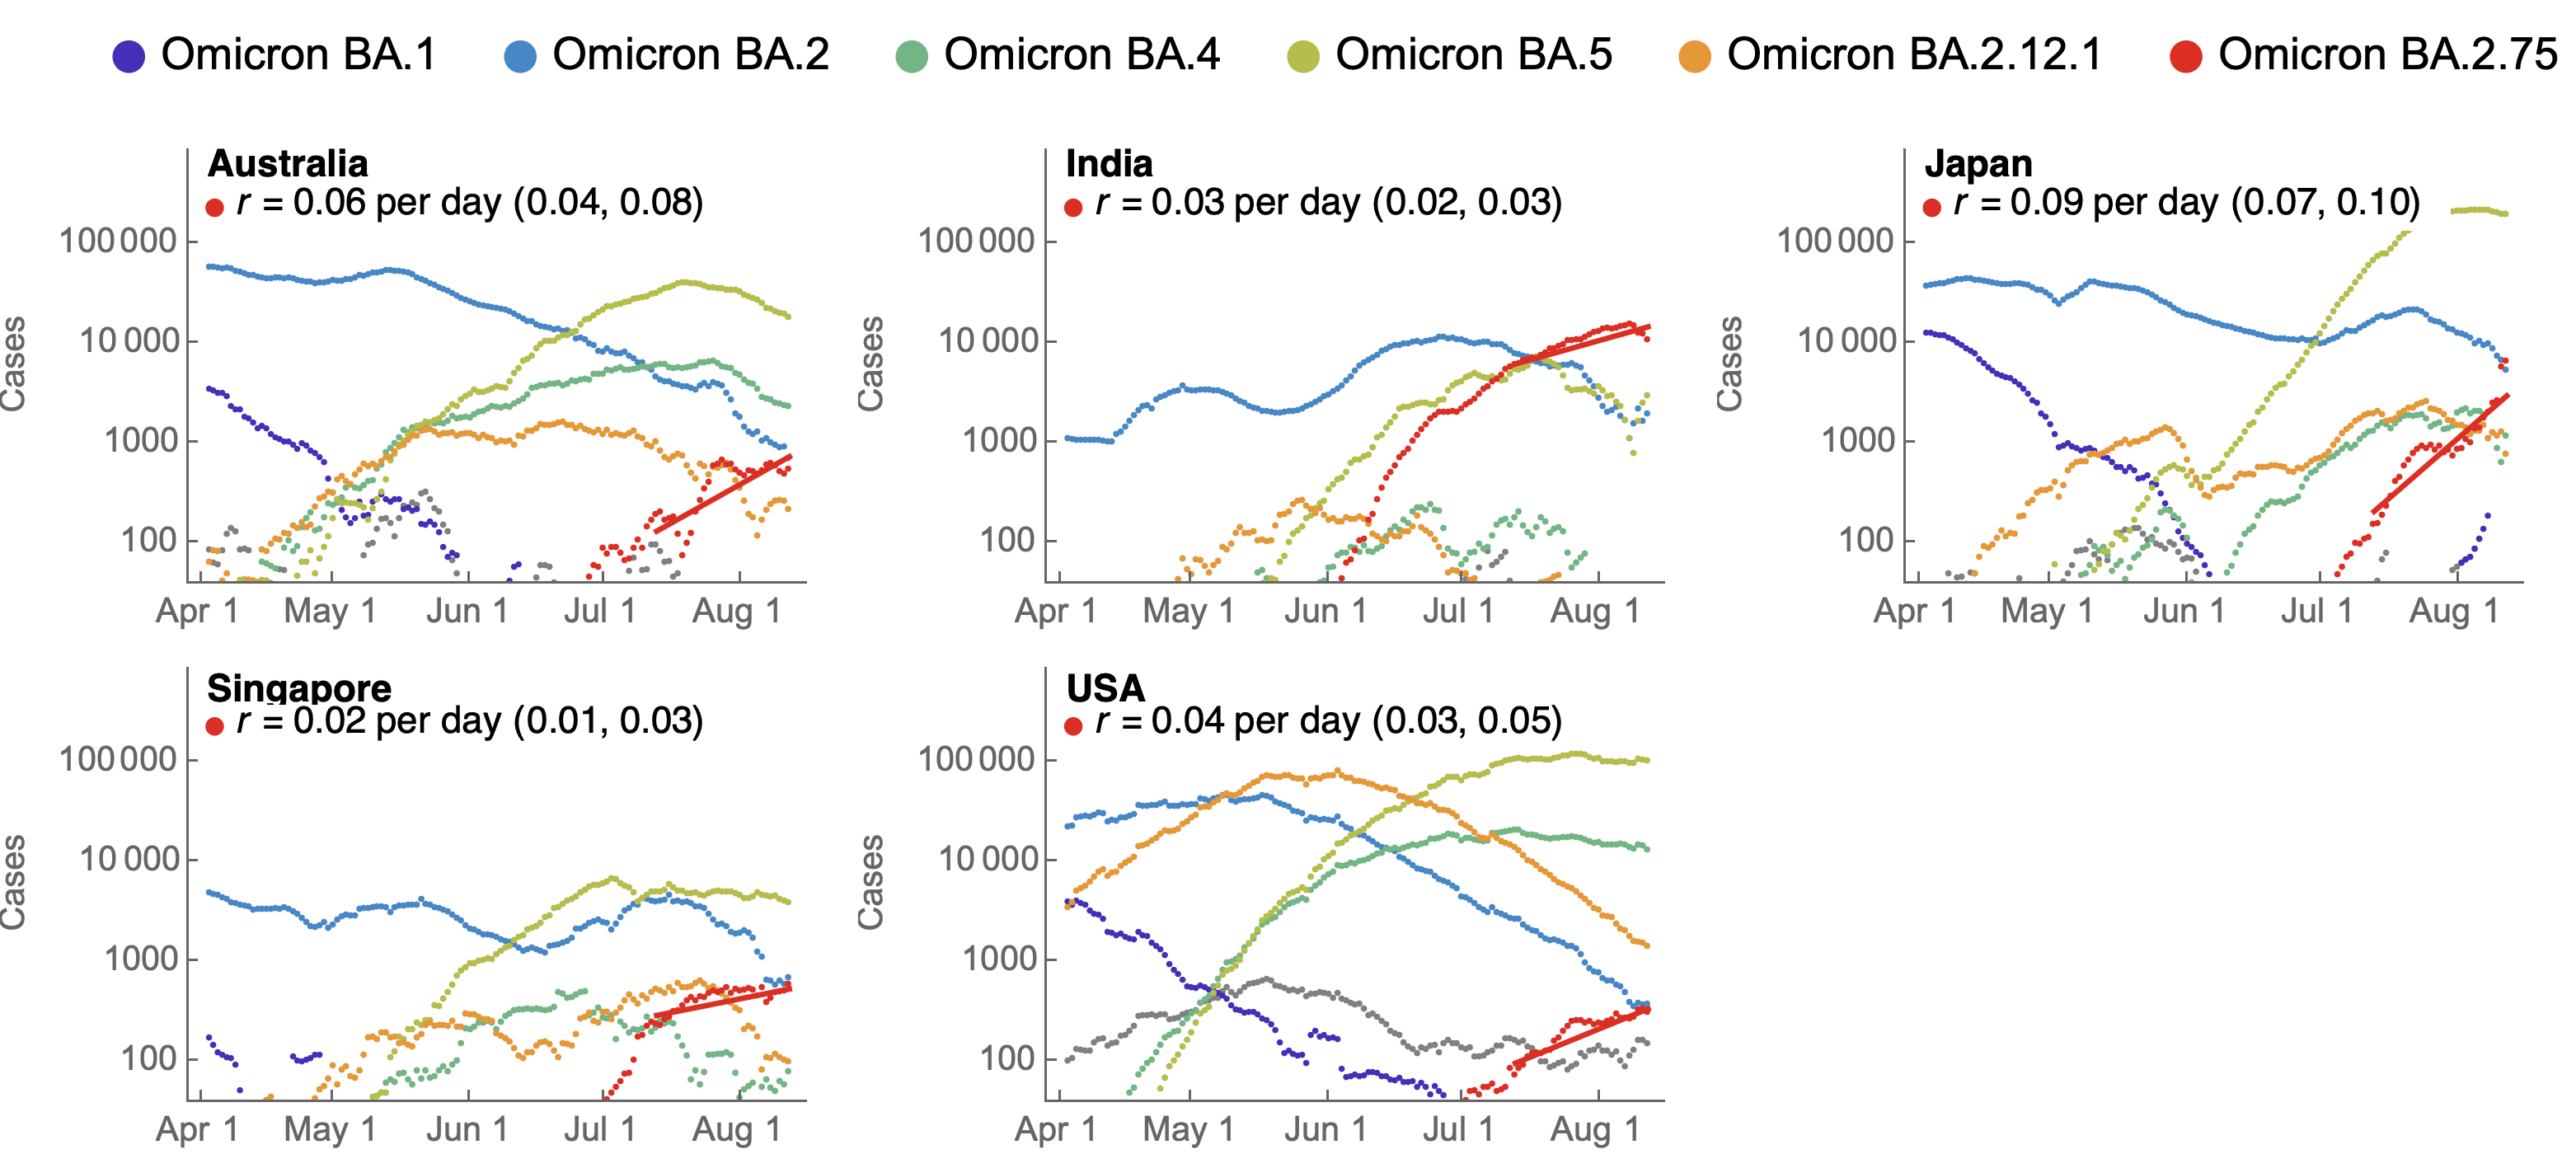 Omicron BA.1 Omicron BA.2 Omicron BA.4 Omicron BA.5 Omicron BA.2.12.1 Omicron BA.2.75
Australia
r = 0.06 per day (0.04, 0.08)
100 000
10 000
1000
100
Cases
Apr 1 May 1 Jun 1 Jul 1 Aug 1
India
r = 0.03 per day (0.02, 0.03)
100 000
10 000
1000
100
Cases
Apr 1 May 1 Jun 1 Jul 1 Aug 1
Japan
r = 0.09 per day (0.07, 0.10)
100 000
10 000
1000
100
Cases
Apr 1 May 1 Jun 1 Jul 1 Aug 1
Singapore
r = 0.02 per day (0.01, 0.03)
100 000
10 000
1000
100
Cases
Apr 1 May 1 Jun 1 Jul 1 Aug 1
USA
r = 0.04 per day (0.03, 0.05)
100 000
10 000
1000
100
Cases
Apr 1 May 1 Jun 1 Jul 1 Aug 1